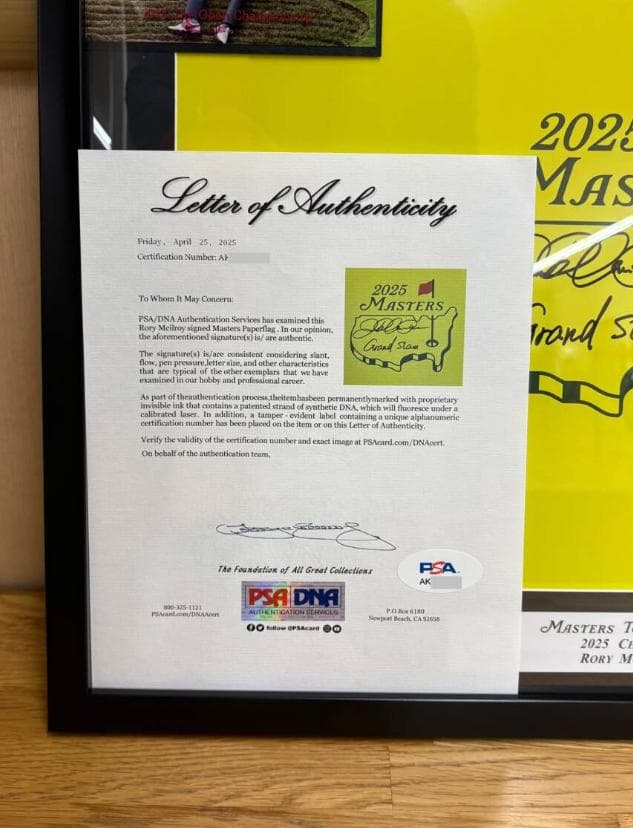 2025
MAS
Letter of Authenticity
Friday, April 25, 2025
Certification Number: AK
2025
MASTERS
Grand Slam
To Whom It May Concern:
PSA/DNA Authentication Services has examined this
Rory Mcilroy signed Masters Paperflag. In our opinion,
the aforementioned signature(s) is/are authentic.
The signature(s) is/are consistent considering slant,
flow, pen pressure,letter size, and other characteristics
that are typical of the other exemplars that we have
examined in our hobby and professional career.
As part of theauthentication process,theitemhasbeen permanentlymarked with proprietary
invisible ink that contains a patented strand of synthetic DNA, which will fluoresce under a
calibrated laser. In addition, a tamper - evident label containing a unique alphanumeric
certification number has been placed on the item or on this Letter of Authenticity.
Verify the validity of the certification number and exact image at PSAcard.com/DNAcert.
On behalf of the authentication team,
Grand S
The Foundation of All Great Collections
PSA
AK
PSA DNA
AUTHENTICATION SERVICES
follow @PSAcard
800-325-1121
PSAcard.com/DNAAcert
P.O.Box 6180
Newport Beach, CA 92658
MASTERS TO
2025 CH
RORY M